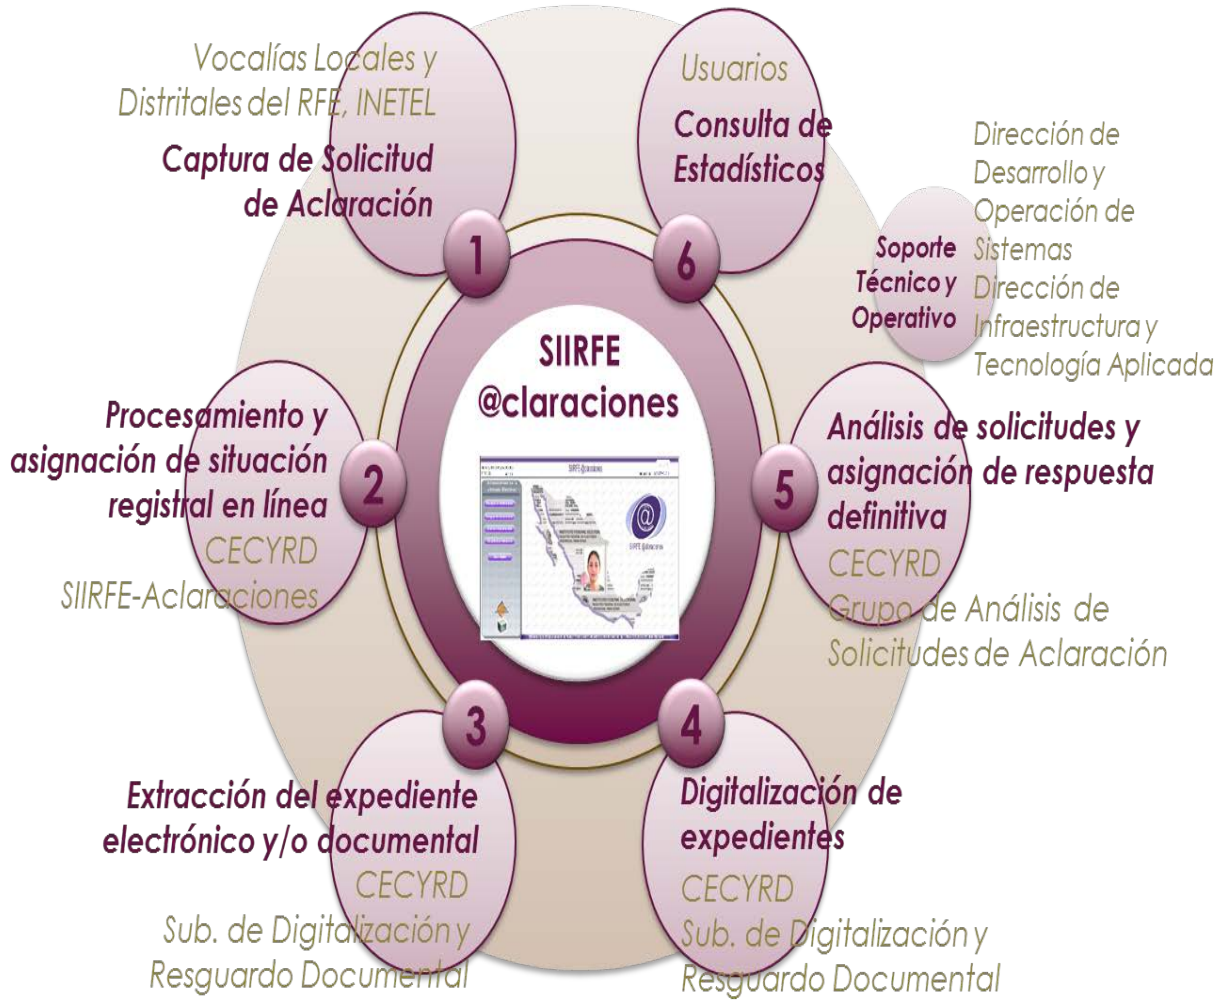 Vocalías Locales y
Distritales del RFE, INETEL
Captura de Solicitud
de Aclaración
1
Usuarios
Consulta de
Estadísticos
6
Soporte
Técnico y
Operativo
Dirección de
Desarrollo y
Operación de
Sistemas
Dirección de
Infraestructura y
Tecnología Aplicada
SIIRFE
@claraciones
SIIRFE@claraciones
Procesamiento y
asignación de situación
registral en línea
CECYRD
SIIRFE-Aclaraciones
2
Análisis de solicitudes y
asignación de respuesta
definitiva
CECYRD
Grupo de Análisis de
Solicitudes de Aclaración
5
3
Extracción del expediente
electrónico y/o documental
CECYRD
Sub. de Digitalización y
Resguardo Documental
4
Digitalización de
expedientes
CECYRD
Sub. de Digitalización y
Resguardo Documental